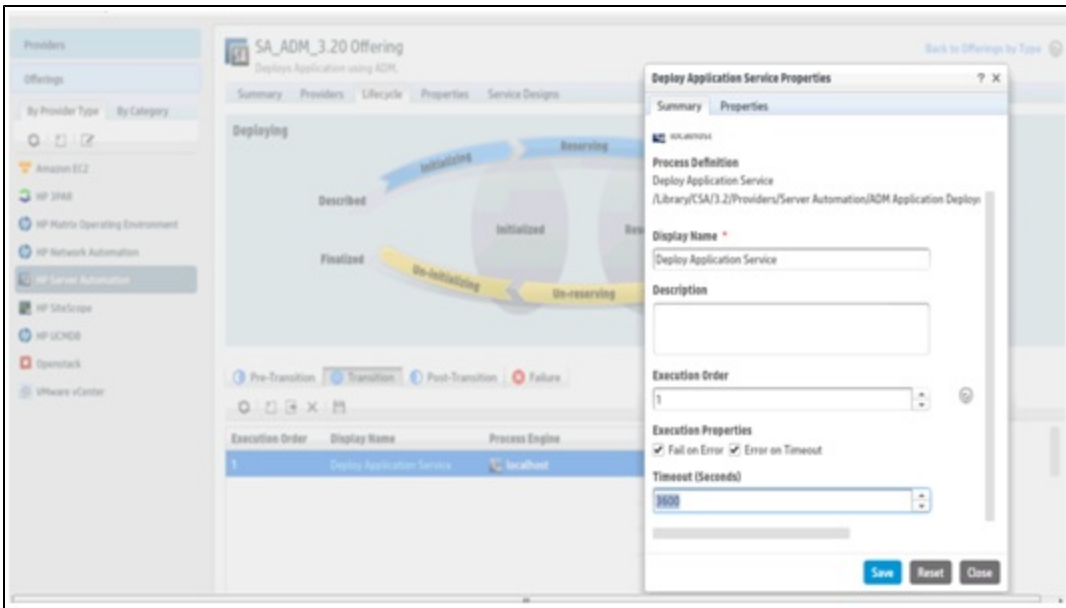 Providers
Offerings
By Provider Type By Category
Amazon EC2
HP 3PAR
HP Matrix Operating Environment
HP Network Automation
HP Server Automation
HP SiteScope
HP UCMDB
Openstack
VMware vCenter
SA_ADM_3.20 Offering
Deploys Application using ADM.
Back to Offerings by Type
Summary Providers Lifecycle Properties Service Designs
Deploying
Initializing
Reserving
Described
Initialized
Finalized
Un-initializing
Un-reserving
Pre-Transition Transition Post-Transition Failure
Execution Order Display Name Process Engine
1 Deploy Application Service localhost
Deploy Application Service Properties ? X
Summary Properties
localhost
Process Definition
Deploy Application Service
/Library/CSA/3.2/Providers/Server Automation/ADM Application Deploy
Display Name *
Deploy Application Service
Description
Execution Order
1
Execution Properties
Fail on Error Error on Timeout
Timeout (Seconds)
3600
Save Reset Close